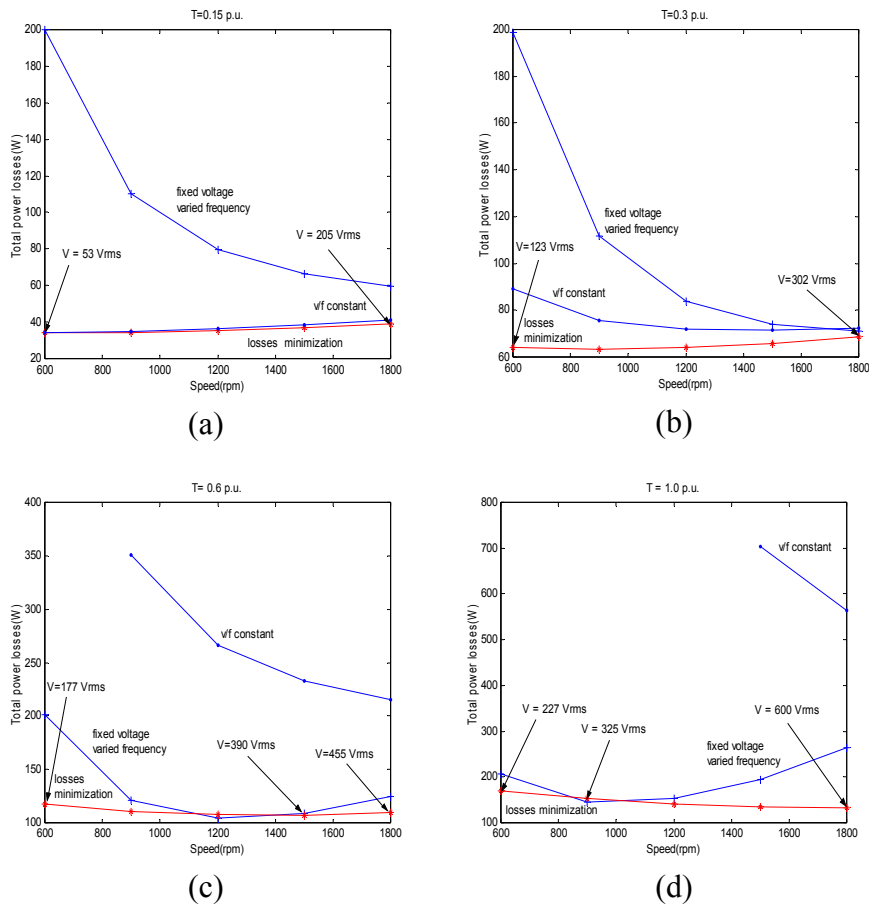 T=0.15 p.u.
200
180
160
140
120
100
80
60
40
20
Total power losses(W)
fixed voltage
varied frequency
V = 53 Vrms
V = 205 Vrms
v/f constant
losses minimization
600
800
1000
1200
1400
1600
1800
Speed(rpm)
(a)
T=0.3 p.u.
200
180
160
140
120
100
80
60
Total power losses(W)
fixed voltage
varied frequency
V=123 Vrms
v/f constant
V=302 Vrms
losses
minimization
600
800
1000
1200
1400
1600
1800
Speed(rpm)
(b)
T= 0.6 p.u.
400
350
300
250
200
150
100
Total power losses(W)
v/f constant
V=177 Vrms
fixed voltage
varied frequency
V=390 Vrms
V=455 Vrms
losses
minimization
600
800
1000
1200
1400
1600
1800
Speed(rpm)
(c)
T = 1.0 p.u.
800
700
600
500
400
300
200
100
Total power losses(W)
v/f constant
V = 227 Vrms
V = 325 Vrms
V = 600 Vrms
fixed voltage
varied frequency
losses minimization
600
800
1000
1200
1400
1600
1800
Speed(rpm)
(d)